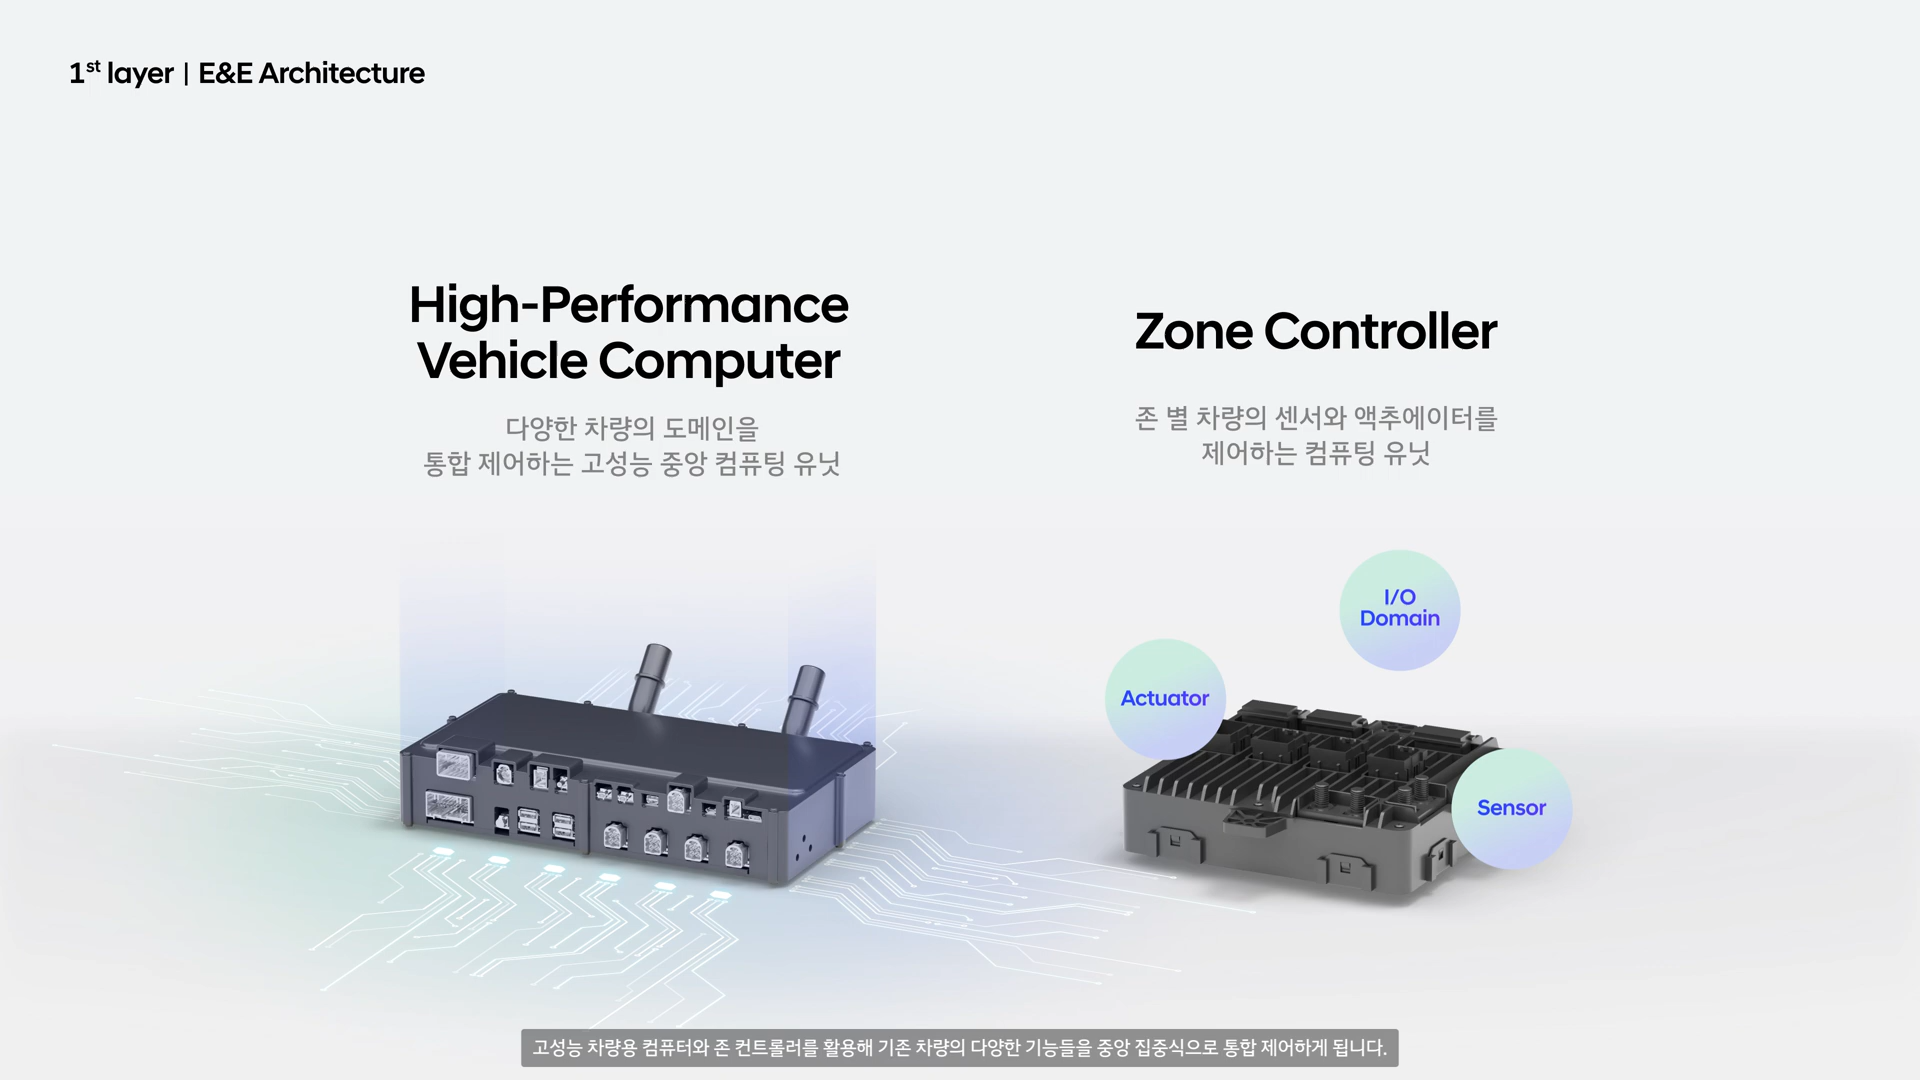 1st layer | E&E Architecture
High-Performance
Vehicle Computer
다양한 차량의 도메인을
통합 제어하는 고성능 중앙 컴퓨팅 유닛
Zone Controller
존 별 차량의 센서와 액추에이터를
제어하는 컴퓨팅 유닛
I/O
Domain
Actuator
Sensor
고성능 차량용 컴퓨터와 존 컨트롤러를 활용해 기존 차량의 다양한 기능들을 중앙 집중식으로 통합 제어하게 됩니다.